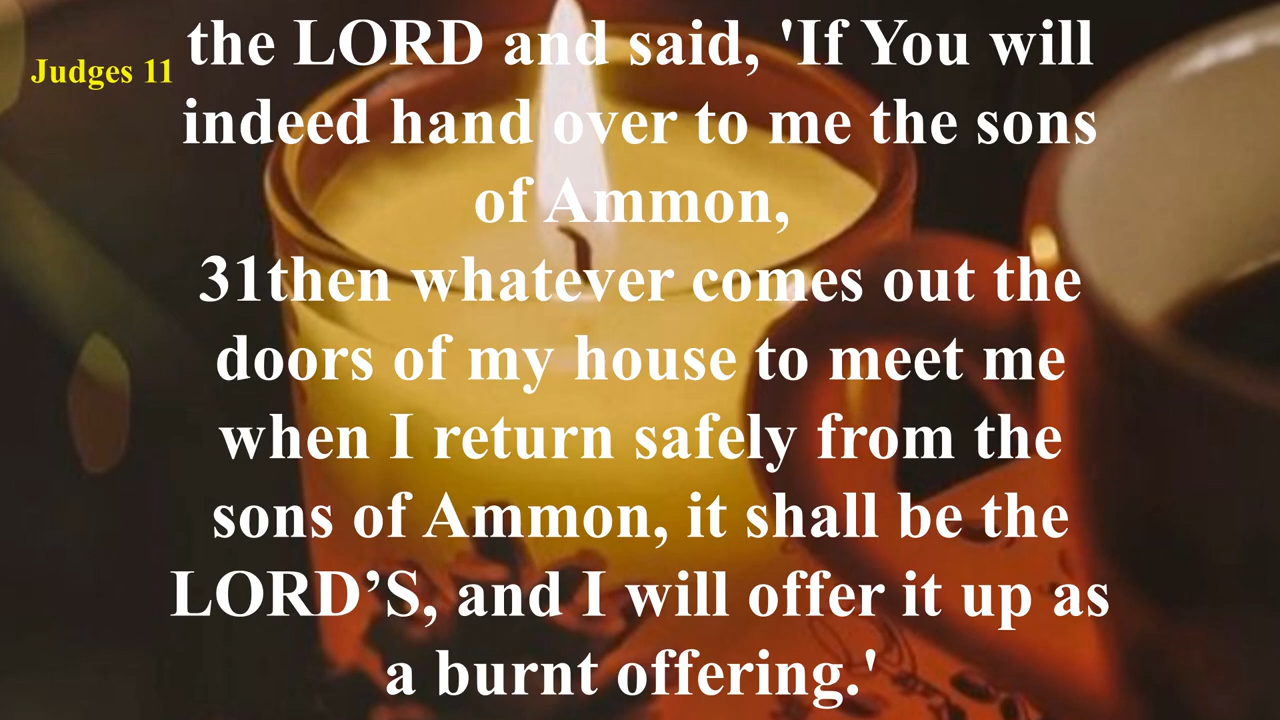 Judges 11
the LORD and said, 'If You will
indeed hand over to me the sons
of Ammon,
31then whatever comes out the
doors of my house to meet me
when I return safely from the
sons of Ammon, it shall be the
LORD’S, and I will offer it up as
a burnt offering.'